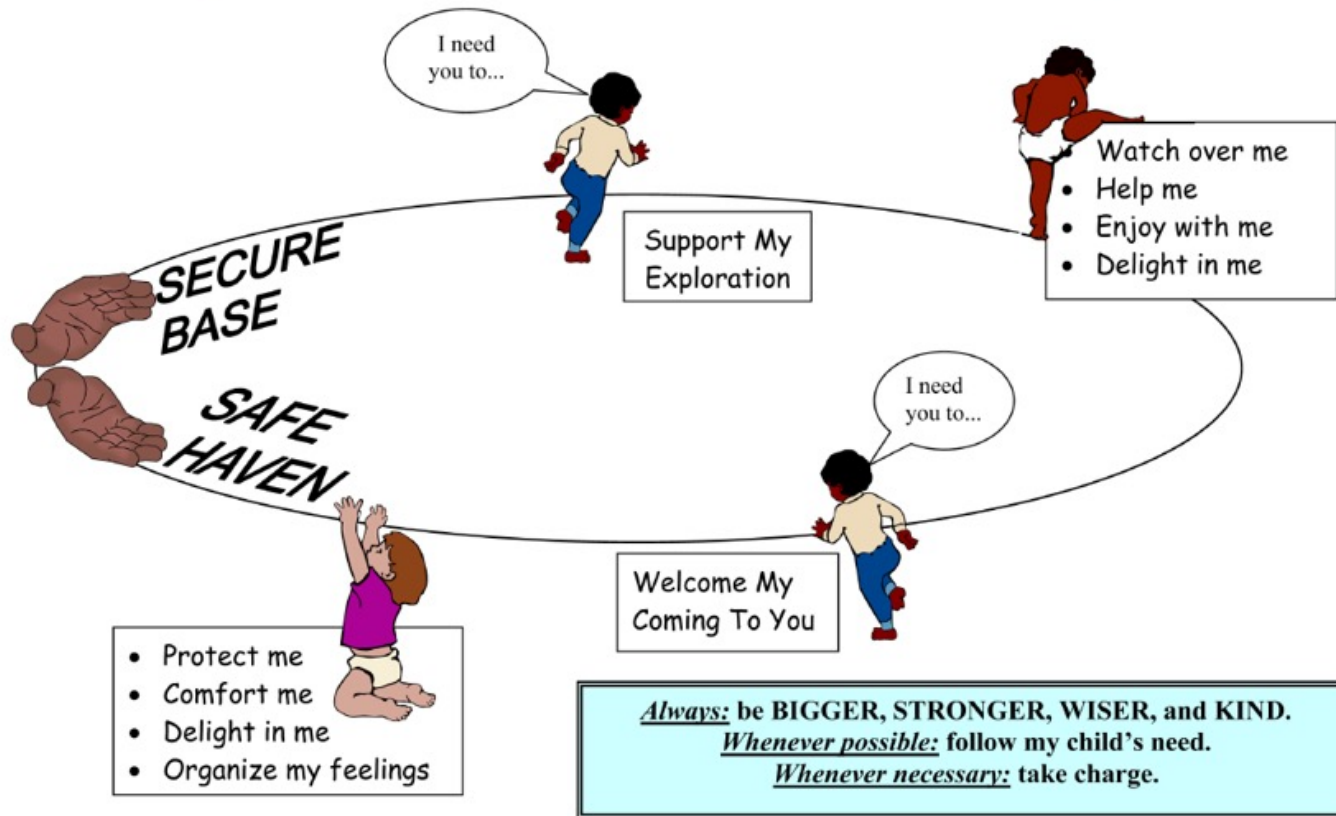 I need
you to...
Support My
Exploration
• Watch over me
• Help me
• Enjoy with me
• Delight in me
SECURE
BASE
SAFE
HAVEN
I need
you to...
Welcome My
Coming To You
• Protect me
• Comfort me
• Delight in me
• Organize my feelings
Always: be BIGGER, STRONGER, WISER, and KIND.
Whenever possible: follow my child’s need.
Whenever necessary: take charge.